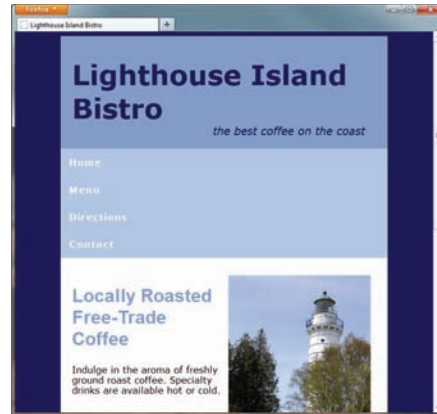 Firefox
Lighthouse Island Bistro
Lighthouse Island
Bistro
the best coffee on the coast
Home
Menu
Directions
Contact
Locally Roasted
Free-Trade
Coffee
Indulge in the aroma of freshly
ground roast coffee. Specialty
drinks are available hot or cold.